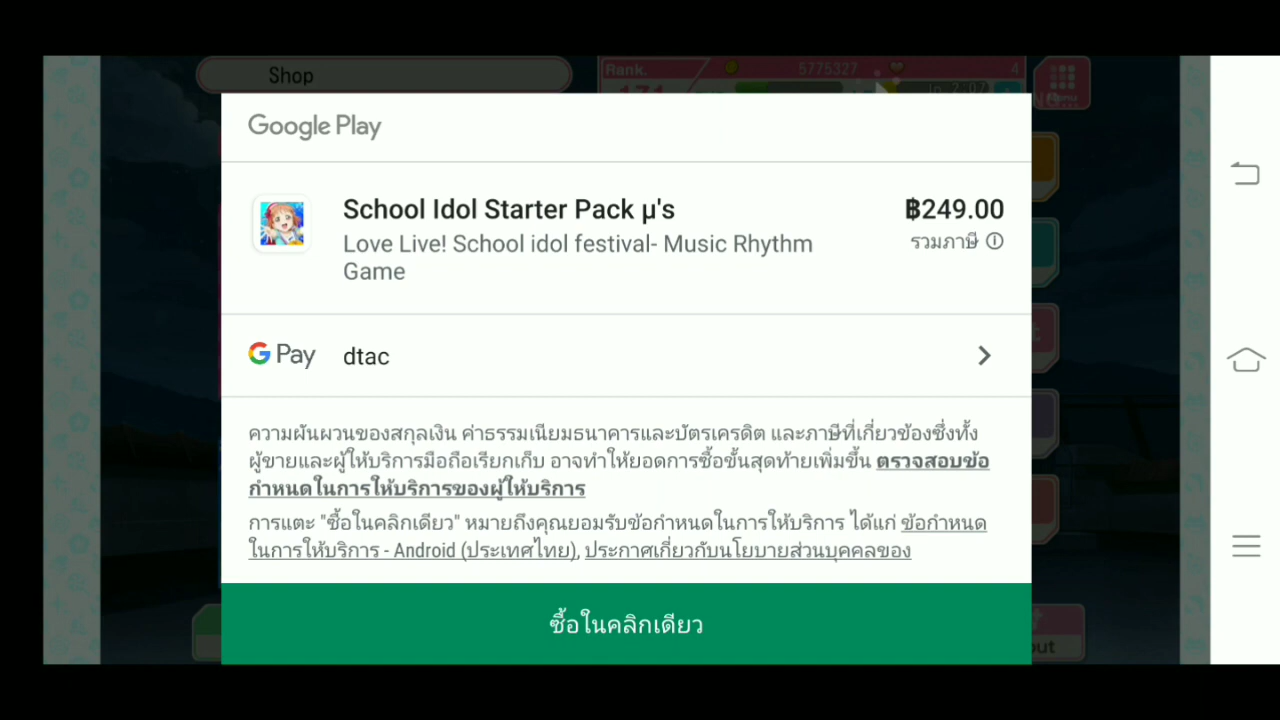 Shop
Rank.
5775327
4
Google Play
School Idol Starter Pack μ's
฿249.00
Love Live! School idol festival- Music Rhythm
Game
รวมภาษี
G Pay
dtac
ความผันผวนของสกุลเงิน ค่าธรรมเนียมธนาคารและบัตรเครดิต และภาษีที่เกี่ยวข้องซึ่งทั้ง
ผู้ขายและผู้ให้บริการมือถือเรียกเก็บ อาจทำให้ยอดการซื้อขั้นสุดท้ายเพิ่มขึ้น ตรวจสอบข้อ
กำหนดในการให้บริการของผู้ให้บริการ
การแตะ "ซื้อในคลิกเดียว" หมายถึงคุณยอมรับข้อกำหนดในการให้บริการ ได้แก่ ข้อกำหนด
ในการให้บริการ - Android (ประเทศไทย), ประกาศเกี่ยวกับนโยบายส่วนบุคคลของ
ซื้อในคลิกเดียว